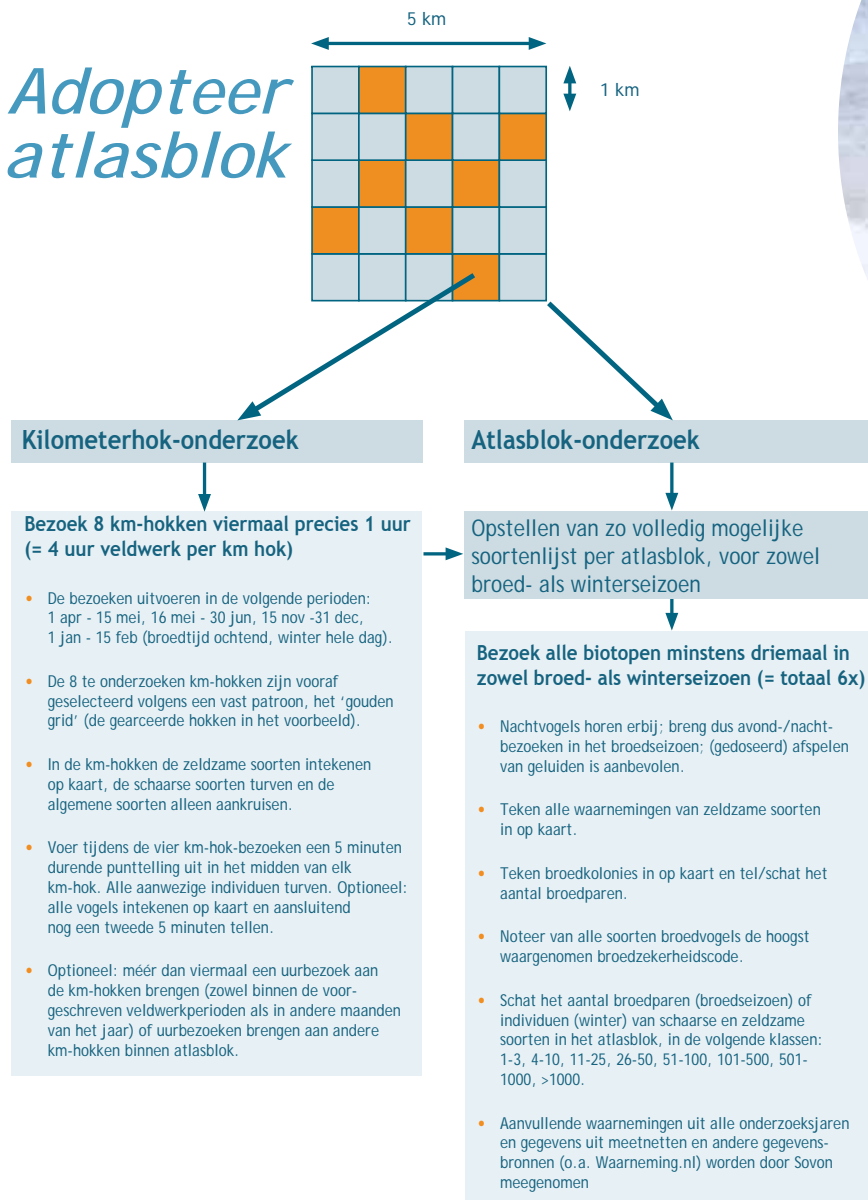 5 km
1 km
Adopteer
atlasblok
Kilometerhok-onderzoek
Bezoek 8 km-hokken viermaal precies 1 uur
(= 4 uur veldwerk per km hok)
• De bezoeken uitvoeren in de volgende perioden:
1 apr - 15 mei, 16 mei - 30 jun, 15 nov -31 dec,
1 jan - 15 feb (broedtijd ochtend, winter hele dag).
• De 8 te onderzoeken km-hokken zijn vooraf
geselecteerd volgens een vast patroon, het ‘gouden
grid’ (de gearceerde hokken in het voorbeeld).
• In de km-hokken de zeldzame soorten intekenen
op kaart, de schaarse soorten turven en de
algemene soorten alleen aankruisen.
• Voer tijdens de vier km-hok-bezoeken een 5 minuten
durende punttelling uit in het midden van elk
km-hok. Alle aanwezige individuen turven. Optioneel:
alle vogels intekenen op kaart en aansluitend
nog een tweede 5 minuten tellen.
• Optioneel: méér dan viermaal een uurbezoek aan
de km-hokken brengen (zowel binnen de voor-
geschreven veldwerkperioden als in andere maanden
van het jaar) of uurbezoeken brengen aan andere
km-hokken binnen atlasblok.
Atlasblok-onderzoek
Opstellen van zo volledig mogelijke
soortenlijst per atlasblok, voor zowel
broed- als winterseizoen
Bezoek alle biotopen minstens driemaal in
zowel broed- als winterseizoen (= totaal 6x)
• Nachtvogels horen erbij; breng dus avond-/nacht-
bezoeken in het broedseizoen; (gedoseerd) afspelen
van geluiden is aanbevolen.
• Teken alle waarnemingen van zeldzame soorten
in op kaart.
• Teken broedkolonies in op kaart en tel/schat het
aantal broedparen.
• Noteer van alle soorten broedvogels de hoogst
waargenomen broedzekerheidscode.
• Schat het aantal broedparen (broedseizoen) of
individuen (winter) van schaarse en zeldzame
soorten in het atlasblok, in de volgende klassen:
1-3, 4-10, 11-25, 26-50, 51-100, 101-500, 501-
1000, >1000.
• Aanvullende waarnemingen uit alle onderzoeksjaren
en gegevens uit meetnetten en andere gegevens-
bronnen (o.a. Waarneming.nl) worden door Sovon
meegenomen